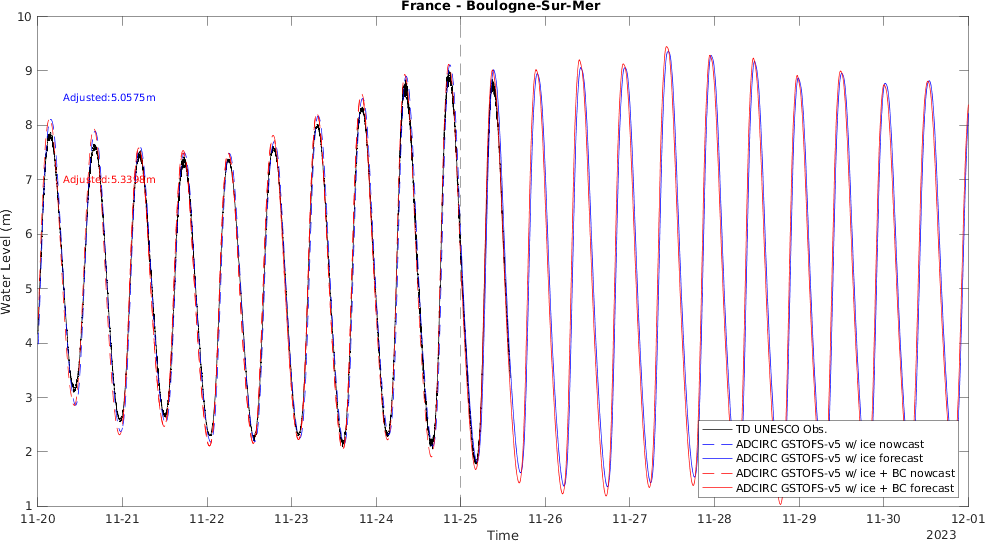 France - Boulogne-Sur-Mer
10
9
8
7
6
5
4
3
2
1
Water Level (m)
Adjusted:5.0575m
Adjusted:5.3398m
TD UNESCO Obs.
ADCIRC GSTOFS-v5 w/ ice nowcast
ADCIRC GSTOFS-v5 w/ ice forecast
ADCIRC GSTOFS-v5 w/ ice + BC nowcast
ADCIRC GSTOFS-v5 w/ ice + BC forecast
11-20 11-21 11-22 11-23 11-24 11-25 11-26 11-27 11-28 11-29 11-30 12-01
Time
2023